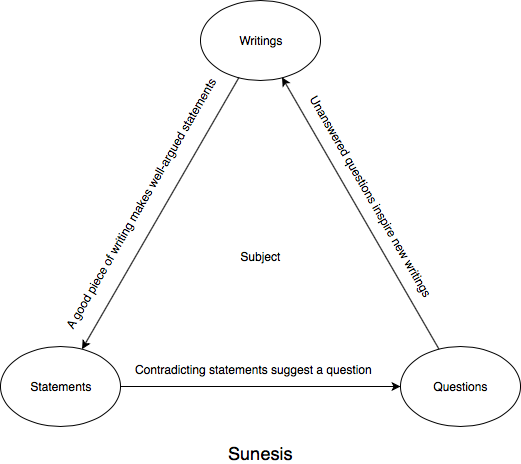 Writings
A good piece of writing makes well-argued statements
Unanswered questions inspire new writings
Subject
Contradicting statements suggest a question
Statements
Questions
Sunesis